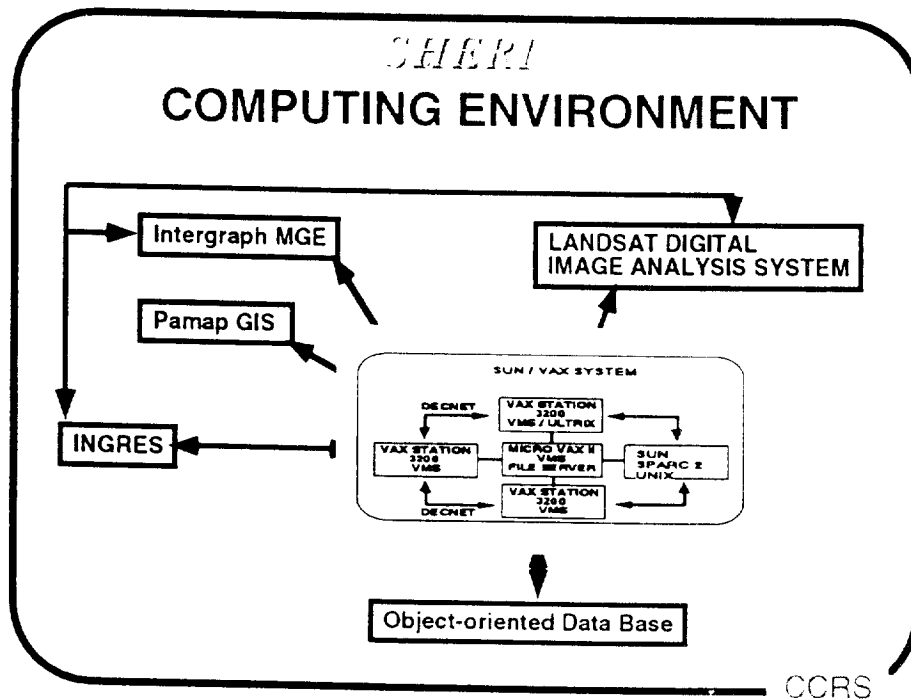 SHERI
COMPUTING ENVIRONMENT
Intergraph MGE
LANDSAT DIGITAL
IMAGE ANALYSIS SYSTEM
Pamap GIS
SUN / VAX SYSTEM
DECNET
VAX STATION
3200
VMS / ULTRIX
INGRES
VAX STATION
3200
VMS
MICRO VAX II
VMS
FILE SERVER
SUN
SPARC 2
UNIX
VAX STATION
3200
VMS
DECNET
Object-oriented Data Base
CCRS